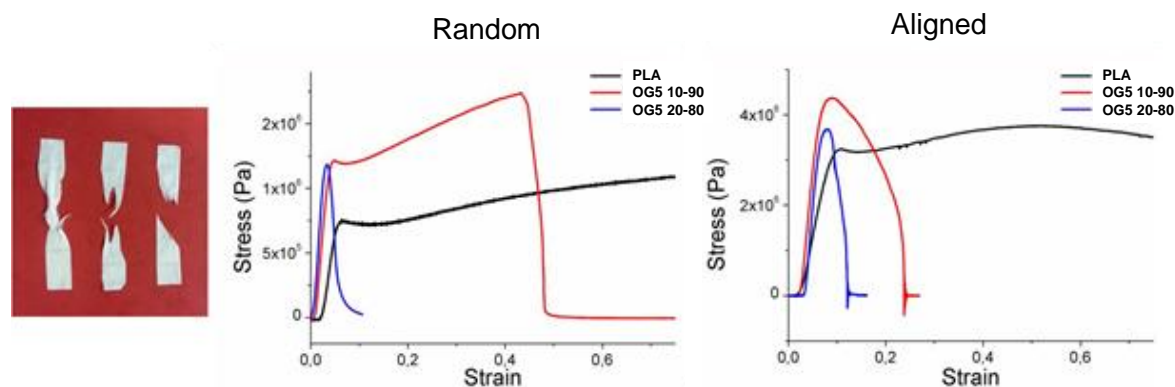 Random
Stress (Pa)
2x10⁶
1x10⁶
5x10⁵
0
PLA
OG5 10-90
OG5 20-80
0,0 0,2 0,4 0,6
Strain
Aligned
Stress (Pa)
4x10⁶
2x10⁶
0
PLA
OG5 10-90
OG5 20-80
0,0 0,2 0,4 0,6
Strain